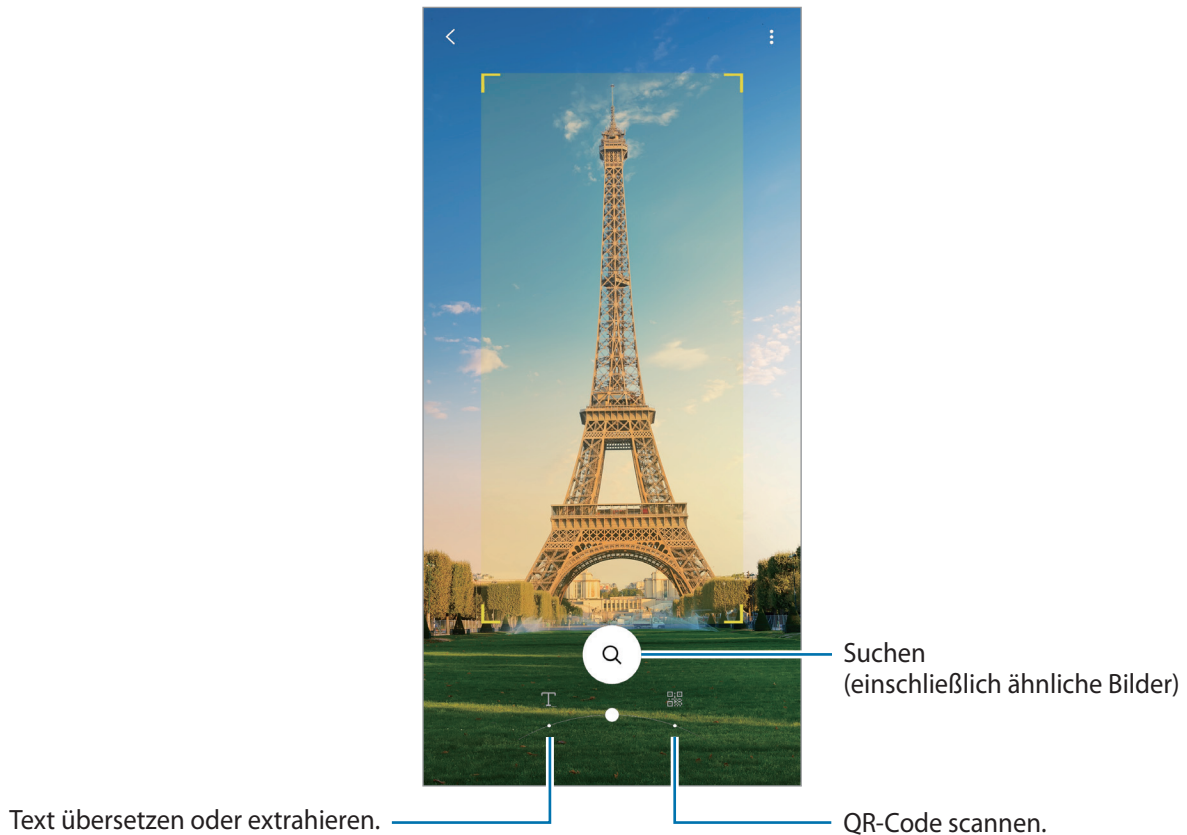 Suchen
(einschließlich ähnliche Bilder)
Text übersetzen oder extrahieren.
QR-Code scannen.